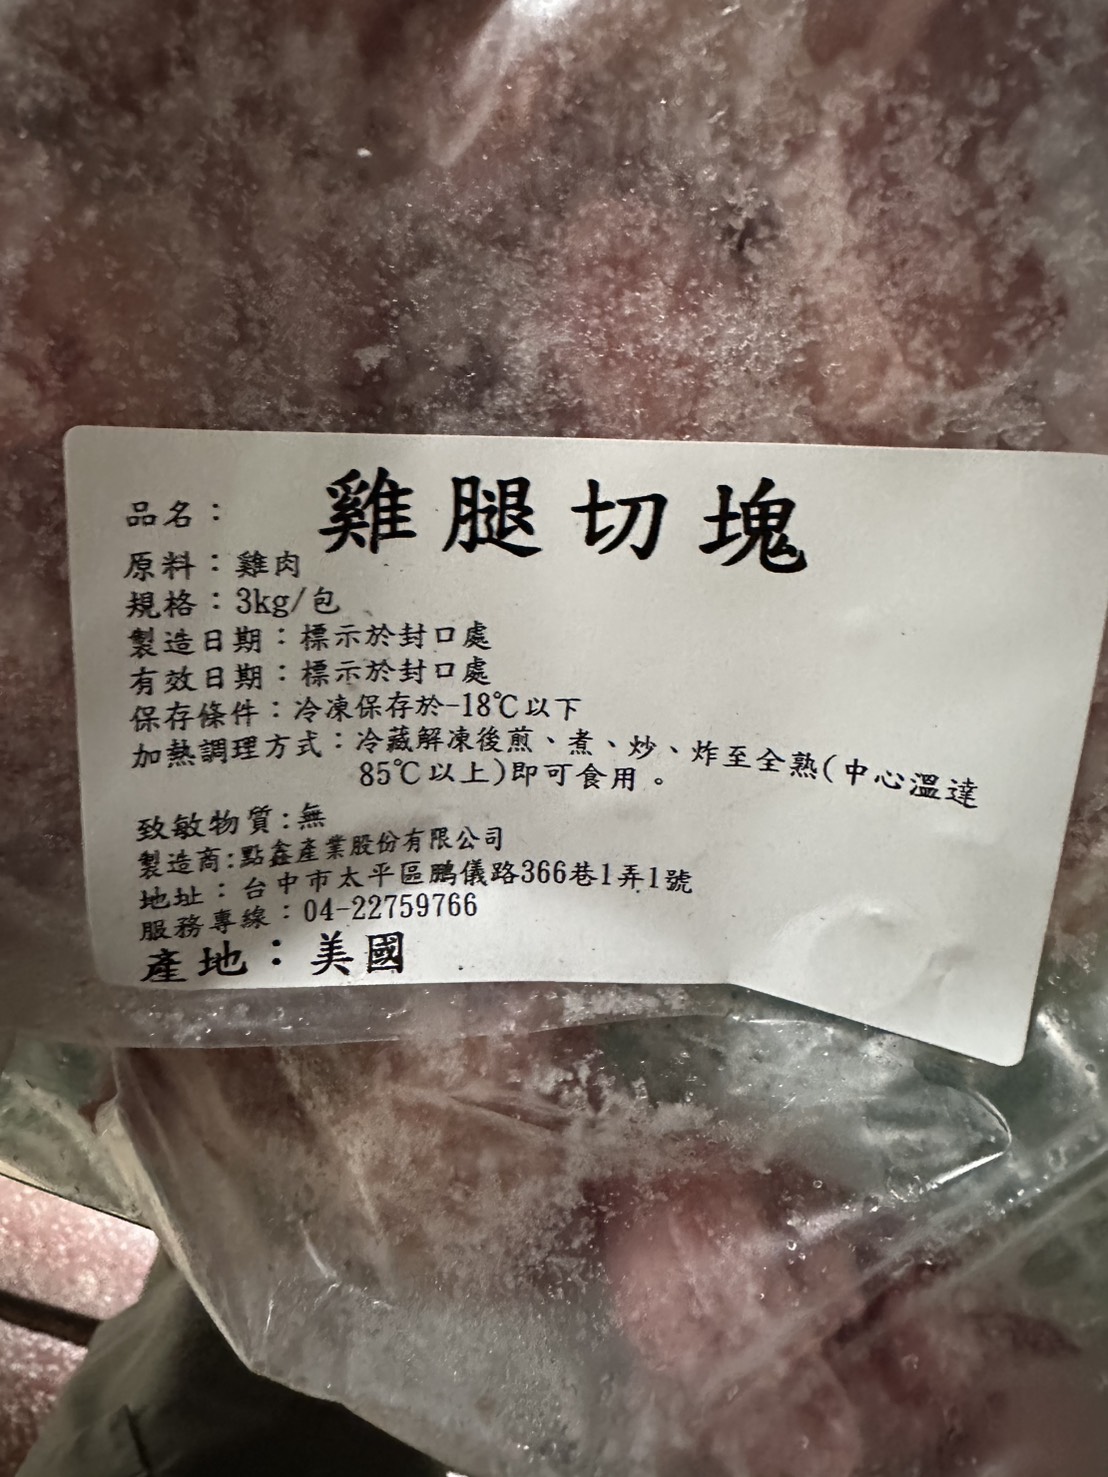 品名：雞腿切塊
原料：雞肉
規格：3kg/包
製造日期：標示於封口處
有效日期：標示於封口處
保存條件：冷凍保存於-18℃以下
加熱調理方式：冷藏解凍後煎、煮、炒、炸至全熟(中心溫達
85℃以上)即可食用。
致敏物質:無
製造商:點鑫產業股份有限公司
地址：台中市太平區鵬儀路366巷1弄1號
服務專線：04-22759766
產地：美國